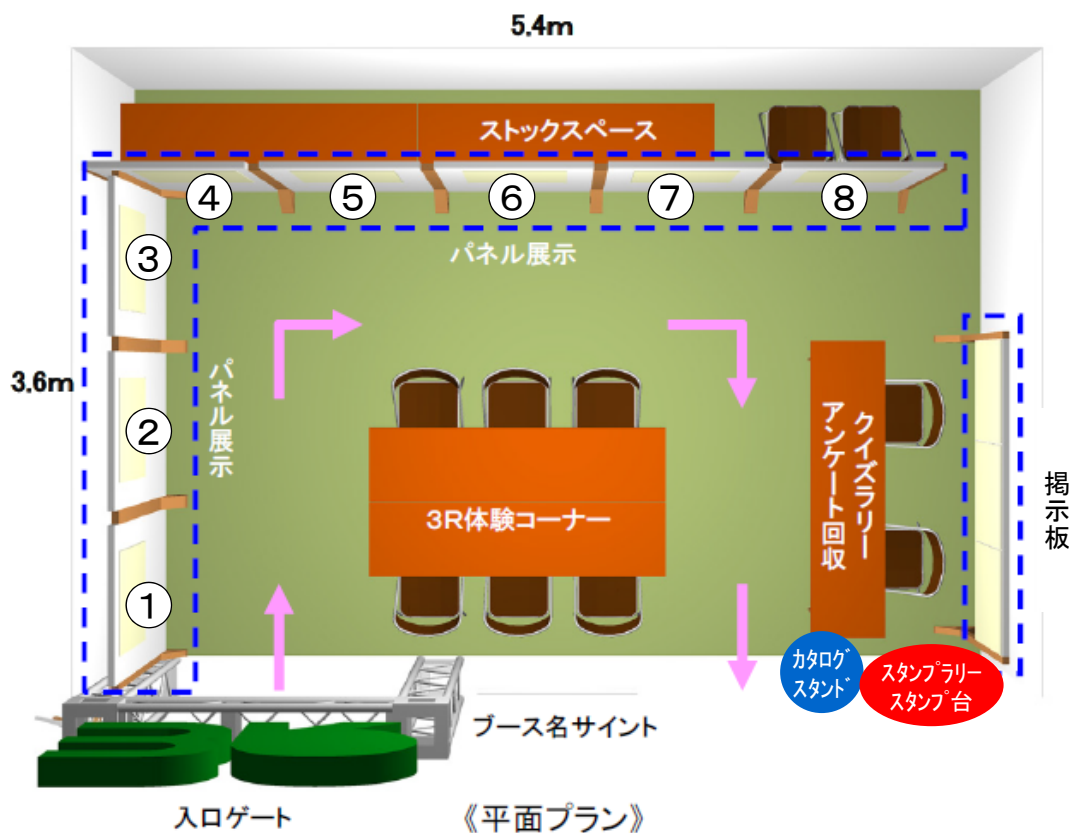 5.4m
ストックスペース
④
⑤
⑥
⑦
⑧
③
パネル展示
3.6m
パネル展示
②
クイズラリー
アンケート回収
掲示板
3R体験コーナー
①
カタログ
スタンド
スタンプラリー
スタンプ台
ブース名サイント
3R
入口ゲート
《平面プラン》